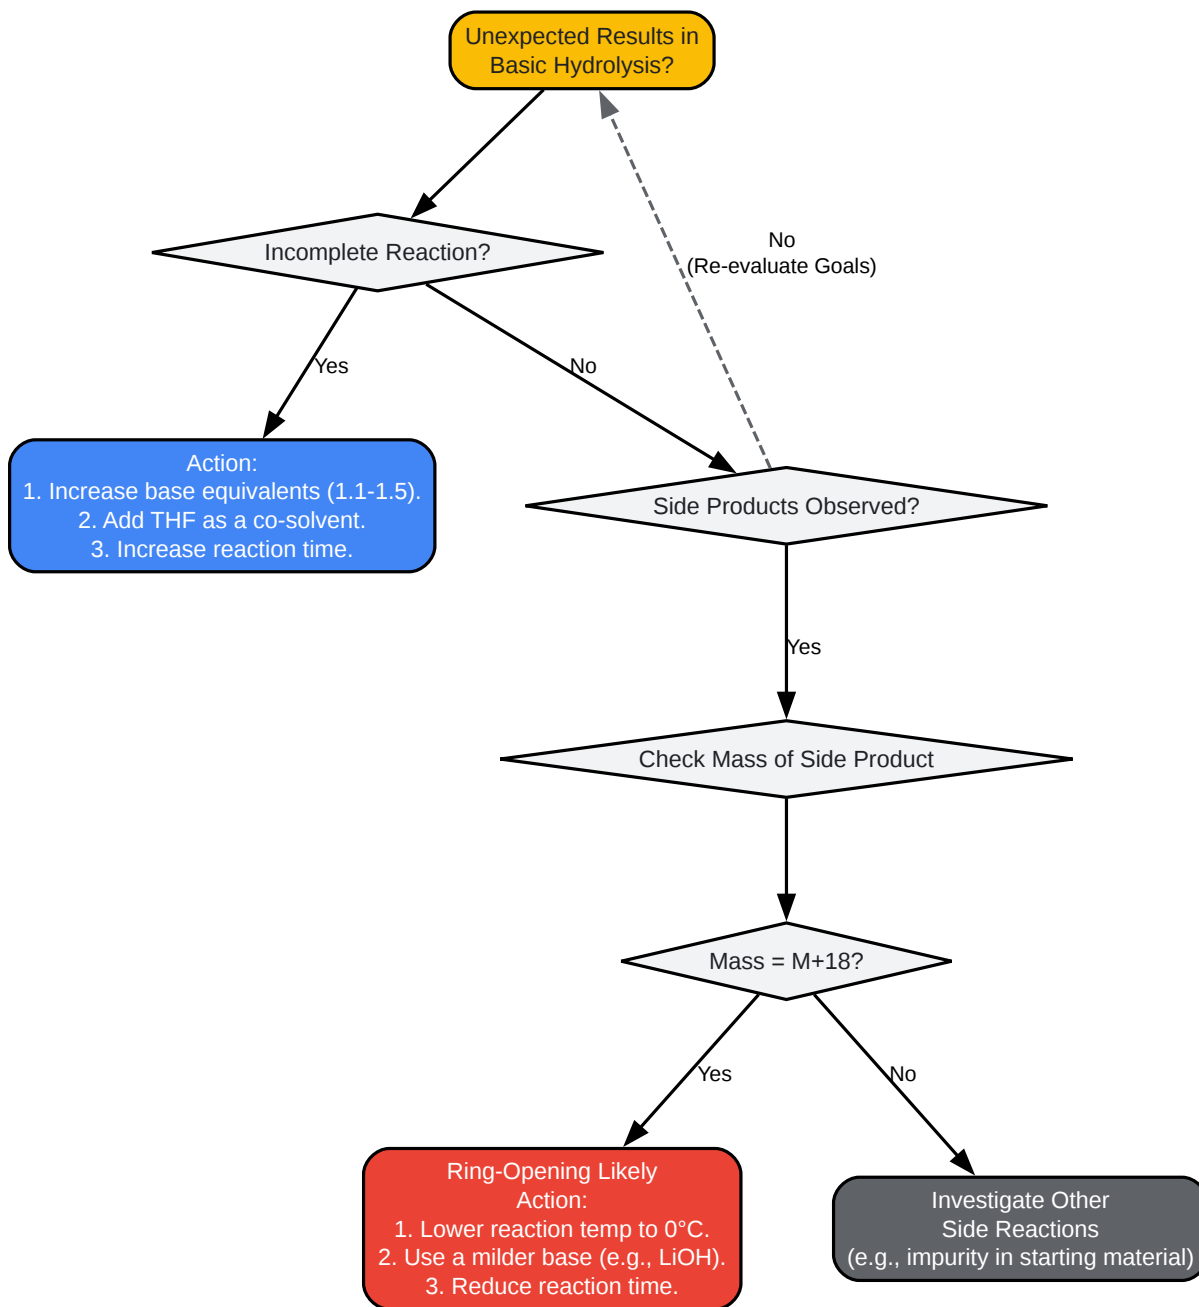 Unexpected Results in
Basic Hydrolysis?
No
(Re-evaluate Goals)
Incomplete Reaction?
Yes
No
Action:
1. Increase base equivalents (1.1-1.5).
2. Add THF as a co-solvent.
3. Increase reaction time.
Side Products Observed?
Yes
Check Mass of Side Product
Mass = M+18?
Yes
No
Ring-Opening Likely
Action:
1. Lower reaction temp to 0°C.
2. Use a milder base (e.g., LiOH).
3. Reduce reaction time.
Investigate Other
Side Reactions
(e.g., impurity in starting material)